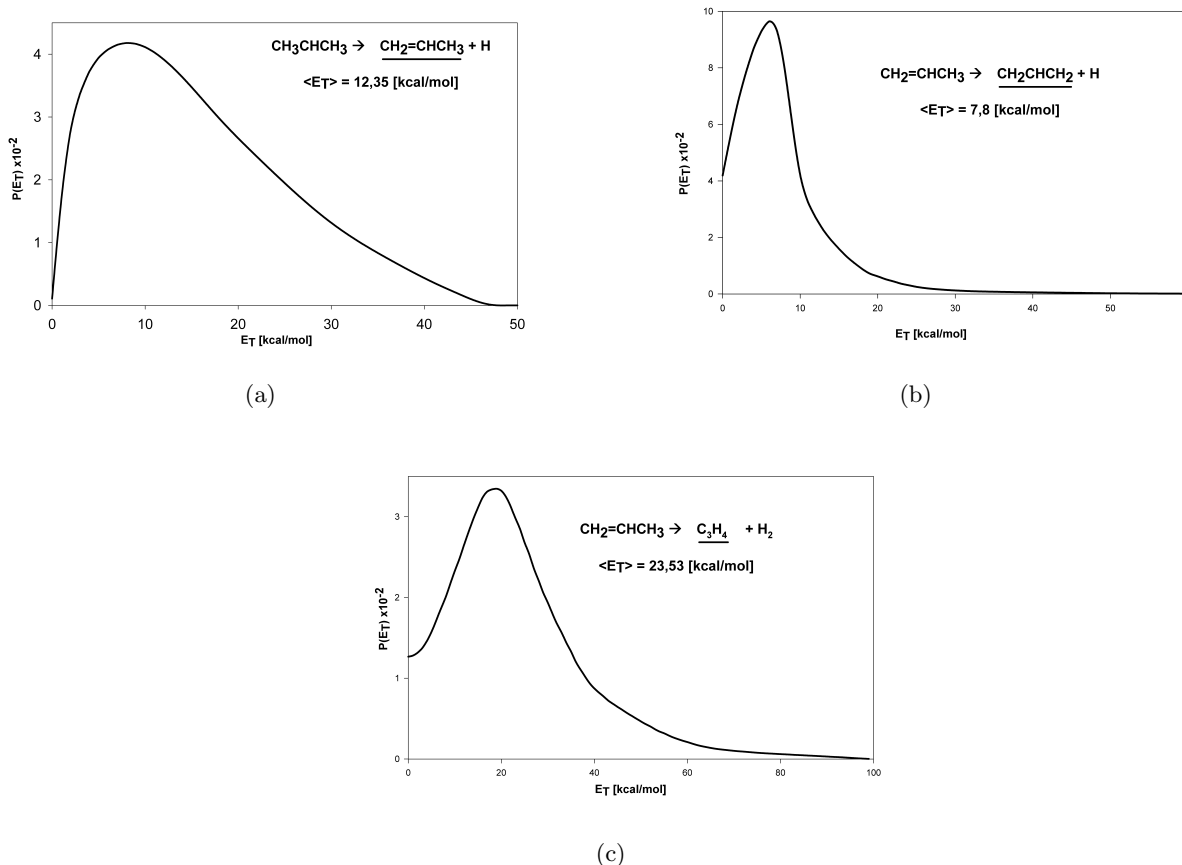 CH3CHCH3 → CH2=CHCHCH3 + H
<ET> = 12,35 [kcal/mol]
P(ET) x10-2
4
3
2
1
0
0 10 20 30 40 50
ET [kcal/mol]
(a)
CH2=CHCH3 → CH2CHCH2 + H
<ET> = 7,8 [kcal/mol]
P(ET) x10-2
10
8
6
4
2
0
0 10 20 30 40 50
ET [kcal/mol]
(b)
CH2=CHCH3 → C3H4 + H2
<ET> = 23,53 [kcal/mol]
P(ET) x10-2
3
2
1
0
0 20 40 60 80 100
ET [kcal/mol]
(c)